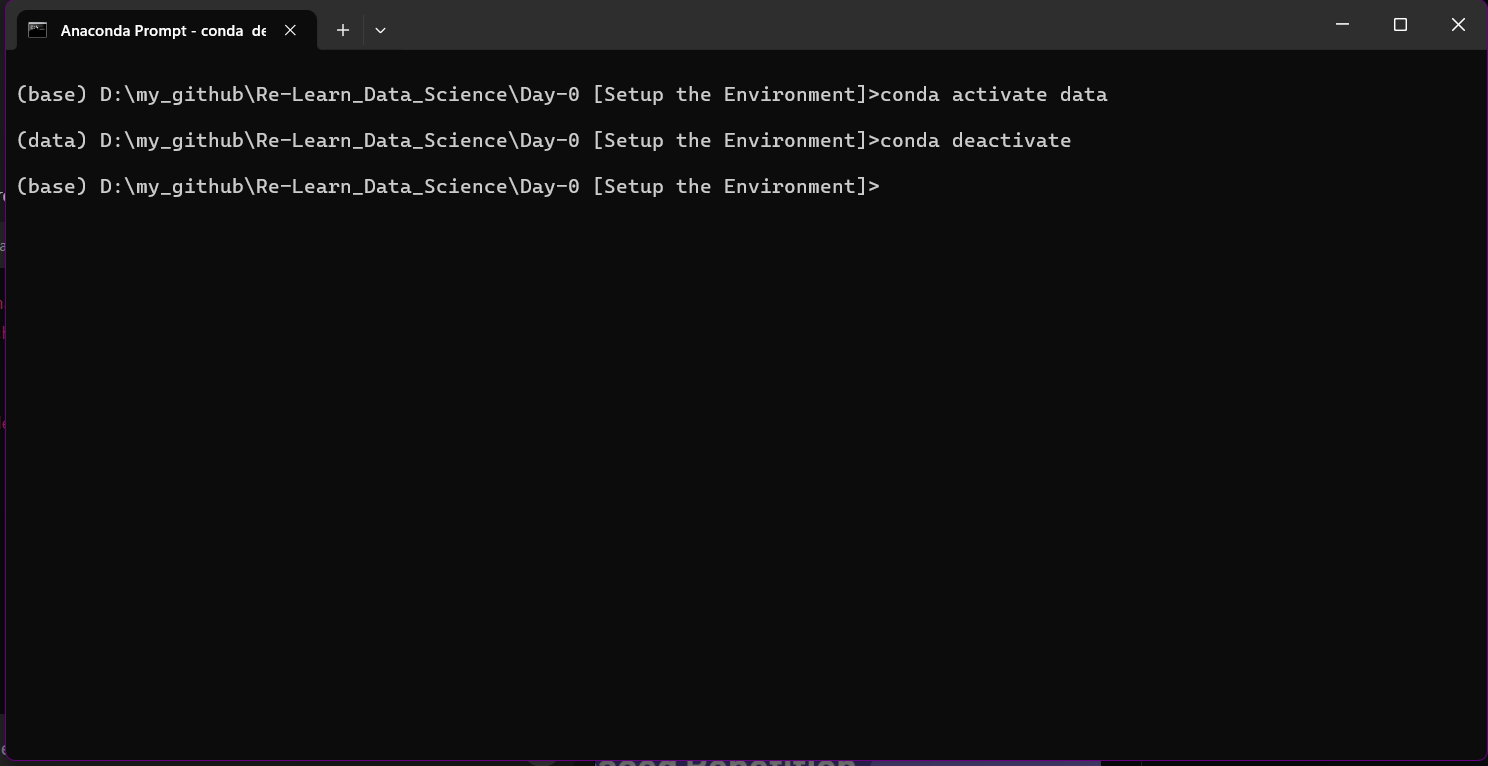 Anaconda Prompt - conda de
(base) D:\my_github\Re-Learn_Data_Science\Day-0 [Setup the Environment]>conda activate data
(data) D:\my_github\Re-Learn_Data_Science\Day-0 [Setup the Environment]>conda deactivate
(base) D:\my_github\Re-Learn_Data_Science\Day-0 [Setup the Environment]>